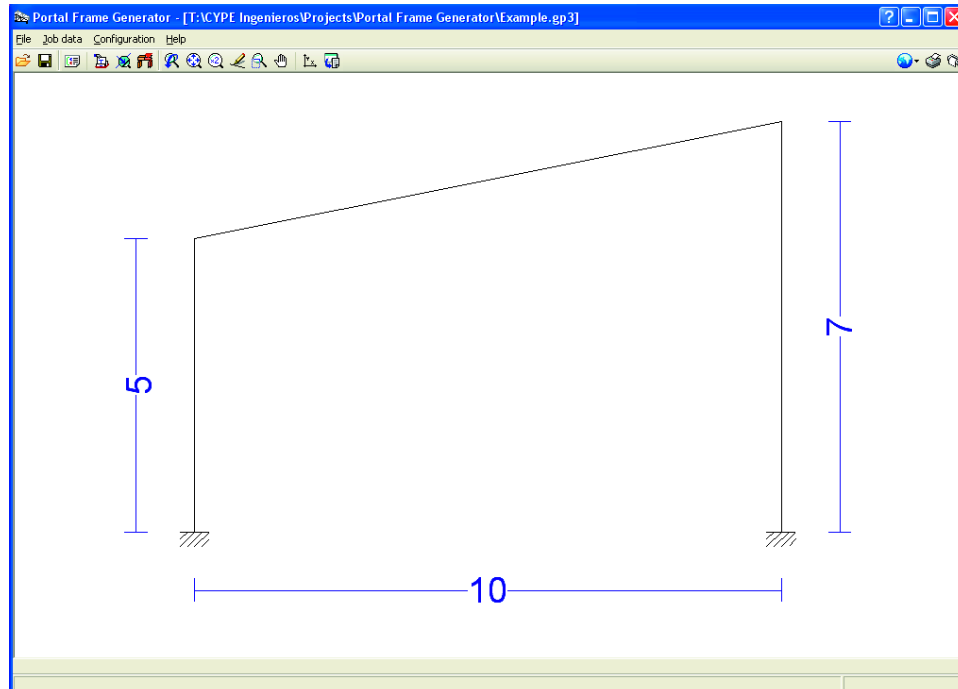 Portal Frame Generator - [T:\CYPE Ingenieros\Projects\Portal Frame Generator\Example.gp3]
File Job data Configuration Help
5
7
10